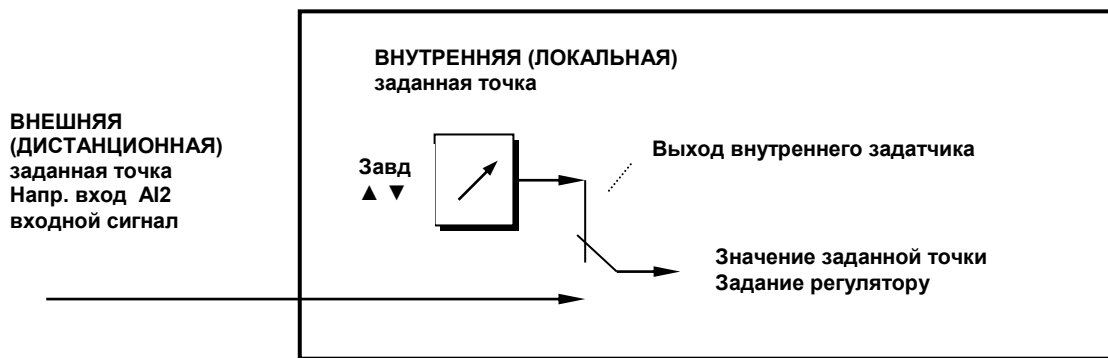 ВНУТРЕННЯЯ (ЛОКАЛЬНАЯ)
заданная точка
ВНЕШНЯЯ
(ДИСТАНЦИОННАЯ)
заданная точка
Напр. вход AI2
входной сигнал
Завд
▲ ▼
Выход внутреннего задатчика
Значение заданной точки
Задание регулятору